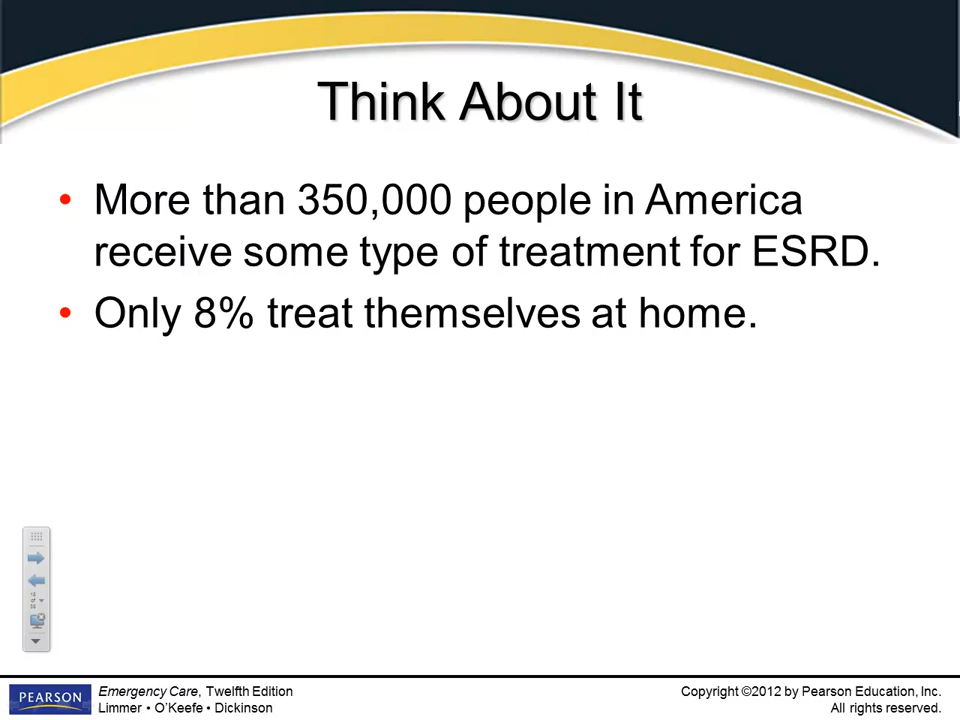 Think About It
• More than 350,000 people in America
receive some type of treatment for ESRD.
• Only 8% treat themselves at home.
PEARSON
Emergency Care, Twelfth Edition
Limmer • O'Keefe • Dickinson
Copyright ©2012 by Pearson Education, Inc.
All rights reserved.